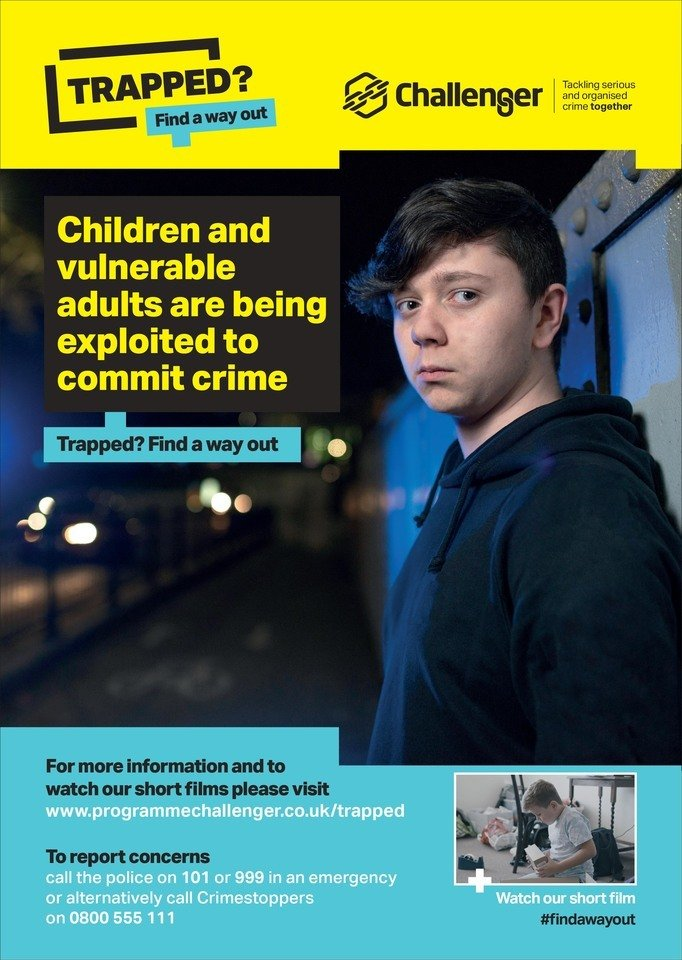 TRAPPED?
Find a way out
Challenger
Tackling serious
and organised
crime together
Children and
vulnerable
adults are being
exploited to
commit crime
Trapped? Find a way out
For more information and to
watch our short films please visit
www.programmechallenger.co.uk/trapped
To report concerns
call the police on 101 or 999 in an emergency
or alternatively call Crimestoppers
on 0800 555 111
Watch our short film
#findawayout